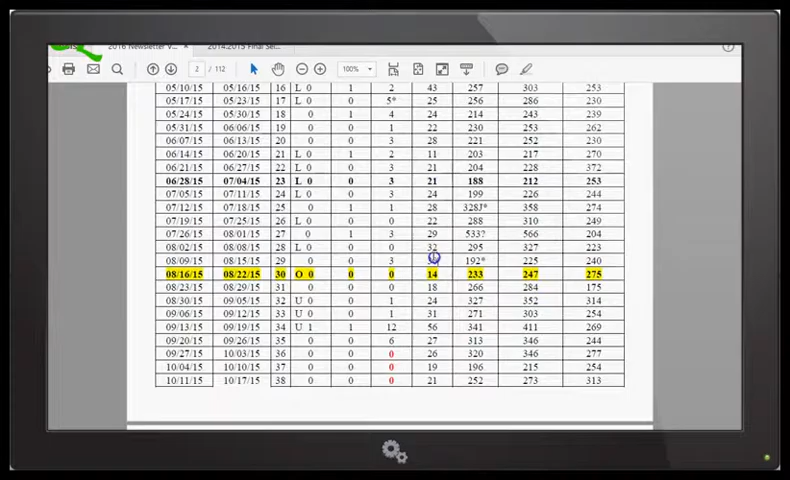 2016 Newsletter V... × 2014:2015 Final Sel...
2 / 112 100%
05/10/15 05/16/15 16 L 0 1 2 43 257 303 253
05/17/15 05/23/15 17 L 0 0 5* 25 256 286 230
05/24/15 05/30/15 18 0 1 4 24 214 243 239
05/31/15 06/06/15 19 0 0 1 22 230 253 262
06/07/15 06/13/15 20 0 0 3 28 221 252 230
06/14/15 06/20/15 21 L 0 1 2 11 203 217 270
06/21/15 06/27/15 22 L 0 0 3 21 204 228 372
06/28/15 07/04/15 23 L 0 0 3 21 188 212 253
07/05/15 07/11/15 24 L 0 0 3 24 199 226 244
07/12/15 07/18/15 25 0 1 1 28 328J* 358 274
07/19/15 07/25/15 26 L 0 0 0 22 288 310 249
07/26/15 08/01/15 27 0 1 3 29 533? 566 204
08/02/15 08/08/15 28 L 0 0 0 32 295 327 223
08/09/15 08/15/15 29 0 0 3 192* 225 240
08/16/15 08/22/15 30 O 0 0 0 14 233 247 275
08/23/15 08/29/15 31 0 0 0 18 266 284 175
08/30/15 09/05/15 32 U 0 0 1 24 327 352 314
09/06/15 09/12/15 33 U 0 0 1 31 271 303 254
09/13/15 09/19/15 34 U 1 1 12 56 341 411 269
09/20/15 09/26/15 35 0 0 6 27 313 346 244
09/27/15 10/03/15 36 0 0 0 26 320 346 277
10/04/15 10/10/15 37 0 0 0 19 196 215 254
10/11/15 10/17/15 38 0 0 0 21 252 273 313